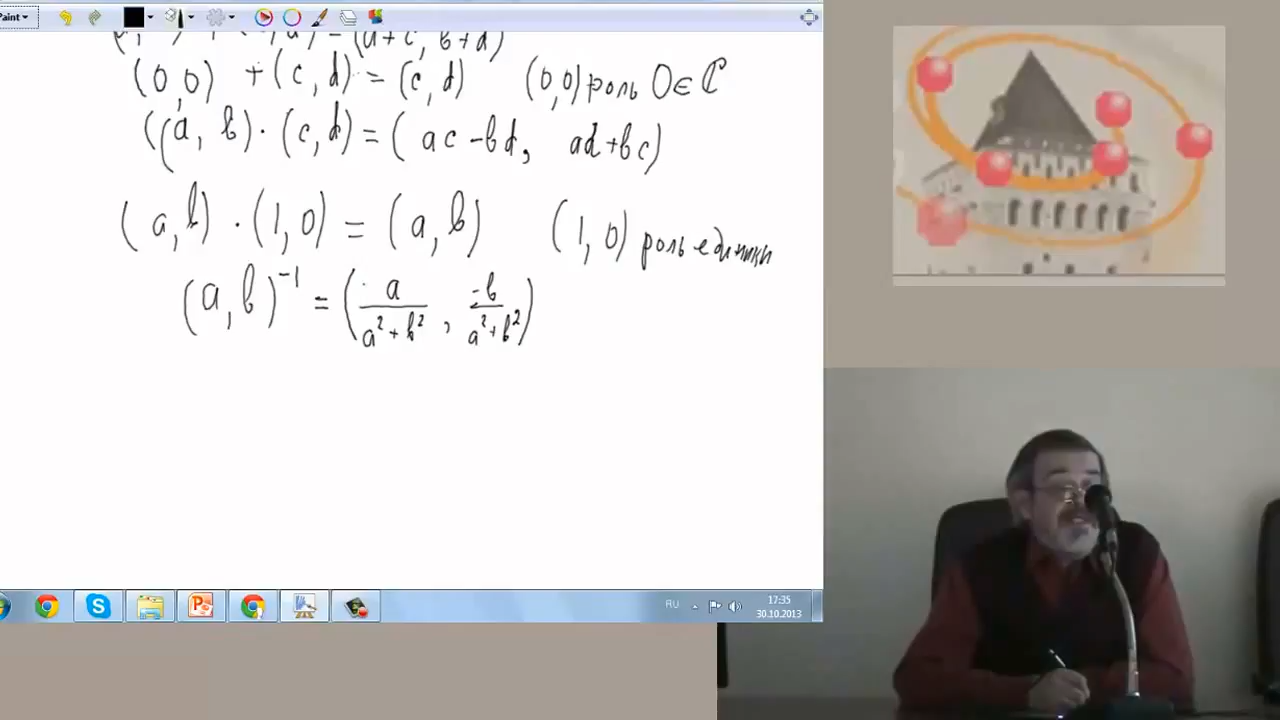 Paint
(a+c, b+d)
(0,0) + (c, d) = (c, d) (0,0) роль 0 ∈ ℂ
(a, b) · (c, d) = ( ac - bd, ad + bc)
(a, b) · (1, 0) = (a, b) (1, 0) роль единики
(a, b)⁻¹ = (a/(a²+b²), -b/(a²+b²))
RU 17:35
30.10.2013